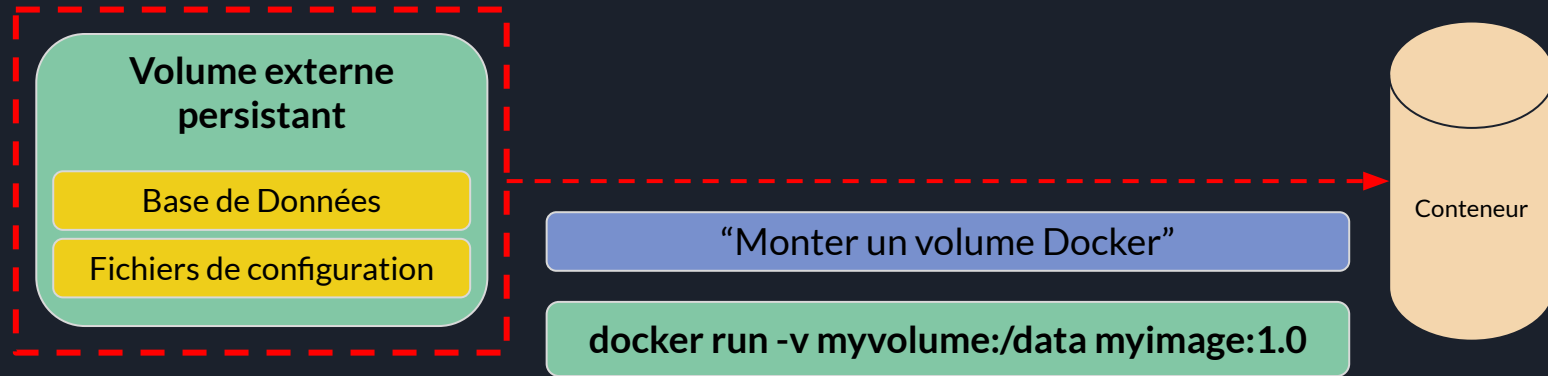 Volume externe
persistant
Base de Données
Fichiers de configuration
“Monter un volume Docker”
docker run -v myvolume:/data myimage:1.0
Conteneur